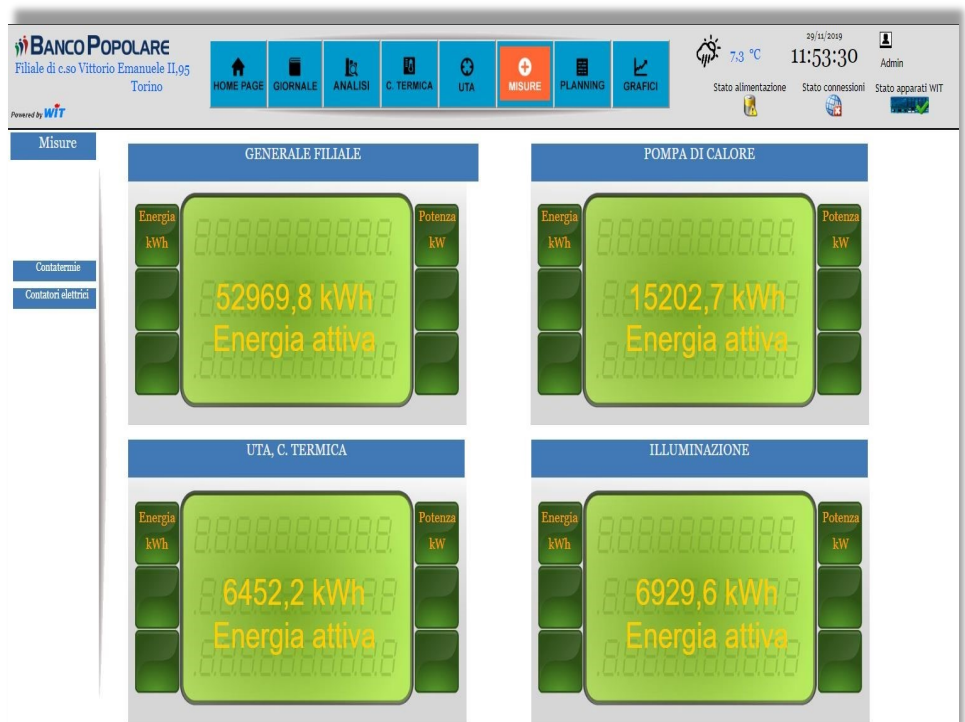 BANCO POPOLARE
Filiale di c.so Vittorio Emanuele II,95
Torino
Powered by WIT
HOME PAGE
GIORNALE
ANALISI
C. TERMICA
UTA
MISURE
PLANNING
GRAFICI
7,3 °C
29/11/2019
11:53:30
Admin
Stato alimentazione
Stato connessioni
Stato apparati WIT
Misure
Contatermie
Contatori elettrici
GENERALE FILIALE
Energia
kWh
52969,8 kWh
Energia attiva
Potenza
kW
POMPA DI CALORE
Energia
kWh
15202,7 kWh
Energia attiva
Potenza
kW
UTA, C. TERMICA
Energia
kWh
6452,2 kWh
Energia attiva
Potenza
kW
ILLUMINAZIONE
Energia
kWh
6929,6 kWh
Energia attiva
Potenza
kW